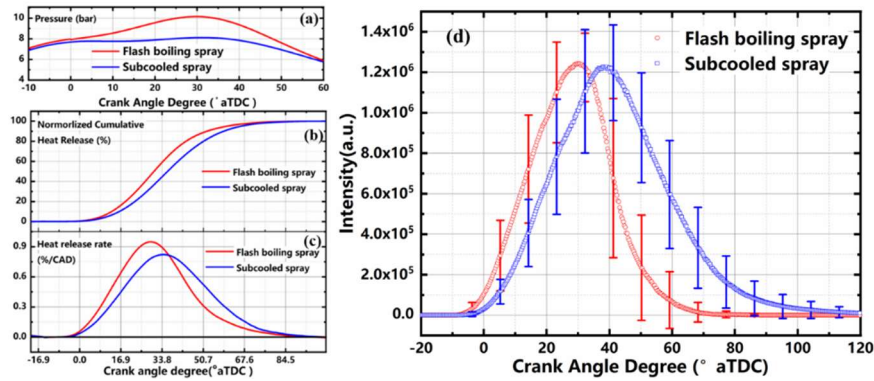 Pressure (bar)
(a)
10
8
6
4
Flash boiling spray
Subcooled spray
-10 0 10 20 30 40 50 60
Crank Angle Degree (°aTDC )
100
80
60
40
20
0
Normorlized Cumulative
Heat Release (%)
(b)
Flash boiling spray
Subcooled spray
(c)
0.9
0.6
0.3
0.0
Heat release rate
(%/CAD)
Flash boiling spray
Subcooled spray
-16.9 0.0 16.9 33.8 50.7 67.6 84.5
Crank angle degree(°aTDC)
(d)
Flash boiling spray
Subcooled spray
1.4x10⁶
1.2x10⁶
1.0x10⁶
8.0x10⁵
6.0x10⁵
4.0x10⁵
2.0x10⁵
0.0
Intensity(a.u.)
-20 0 20 40 60 80 100 120
Crank Angle Degree (° aTDC)